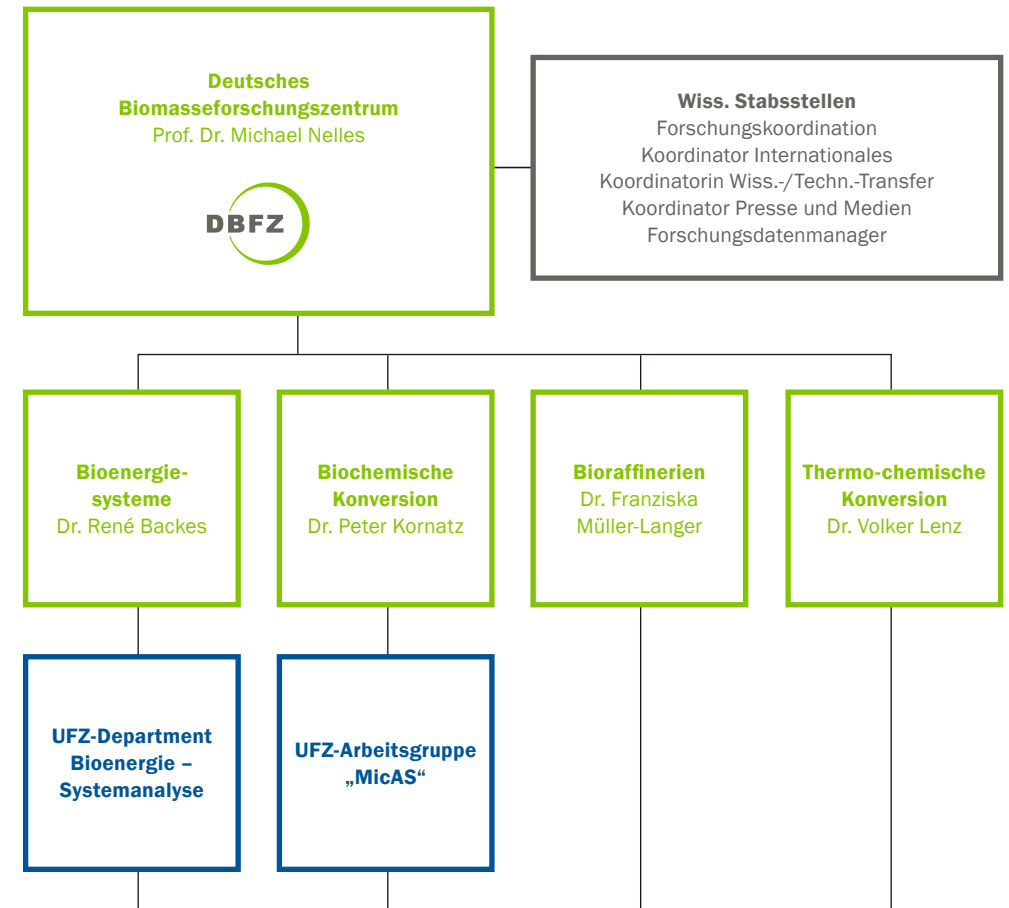 Deutsches
Biomasseforschungszentrum
Prof. Dr. Michael Nelles
DBFZ
Wiss. Stabsstellen
Forschungskoordination
Koordinator Internationales
Koordinatorin Wiss.-/Techn.-Transfer
Koordinator Presse und Medien
Forschungsdatenmanager
Bioenergie-
systeme
Dr. René Backes
Biochemische
Konversion
Dr. Peter Kornatz
Bioraffinerien
Dr. Franziska
Müller-Langer
Thermo-chemische
Konversion
Dr. Volker Lenz
UFZ-Department
Bioenergie –
Systemanalyse
UFZ-Arbeitsgruppe
„MicAS“